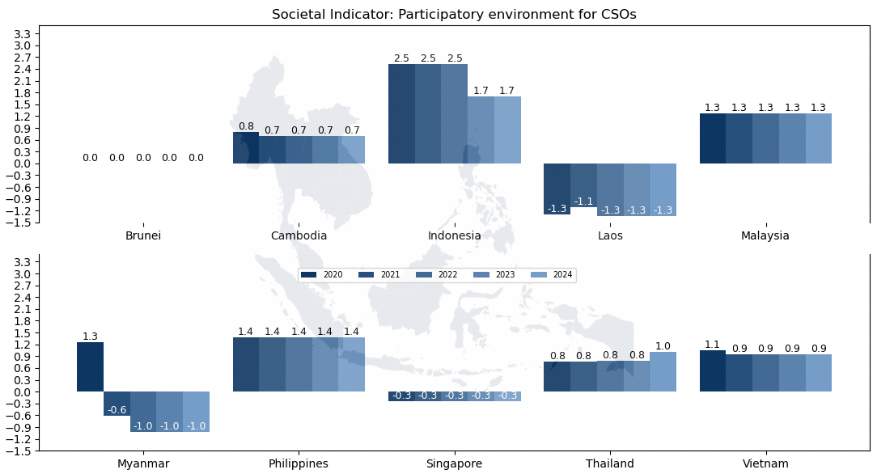 Societal Indicator: Participatory environment for CSOs
3.3
3.0
2.7
2.4
2.1
1.8
1.5
1.2
0.9
0.6
0.3
0.0
−0.3
−0.6
−0.9
−1.2
−1.5
0.0 0.0 0.0 0.0 0.0
0.8 0.7 0.7 0.7 0.7
2.5 2.5 2.5 1.7 1.7
-1.3 -1.1 -1.3 -1.3 -1.3
1.3 1.3 1.3 1.3 1.3
Brunei Cambodia Indonesia Laos Malaysia
3.3
3.0
2.7
2.4
2.1
1.8
1.5
1.2
0.9
0.6
0.3
0.0
−0.3
−0.6
−0.9
−1.2
−1.5
2020 2021 2022 2023 2024
1.3 -0.6 -1.0 -1.0 -1.0
1.4 1.4 1.4 1.4 1.4
-0.3 -0.3 -0.3 -0.3 -0.3
0.8 0.8 0.8 0.8 1.0
1.1 0.9 0.9 0.9 0.9
Myanmar Philippines Singapore Thailand Vietnam